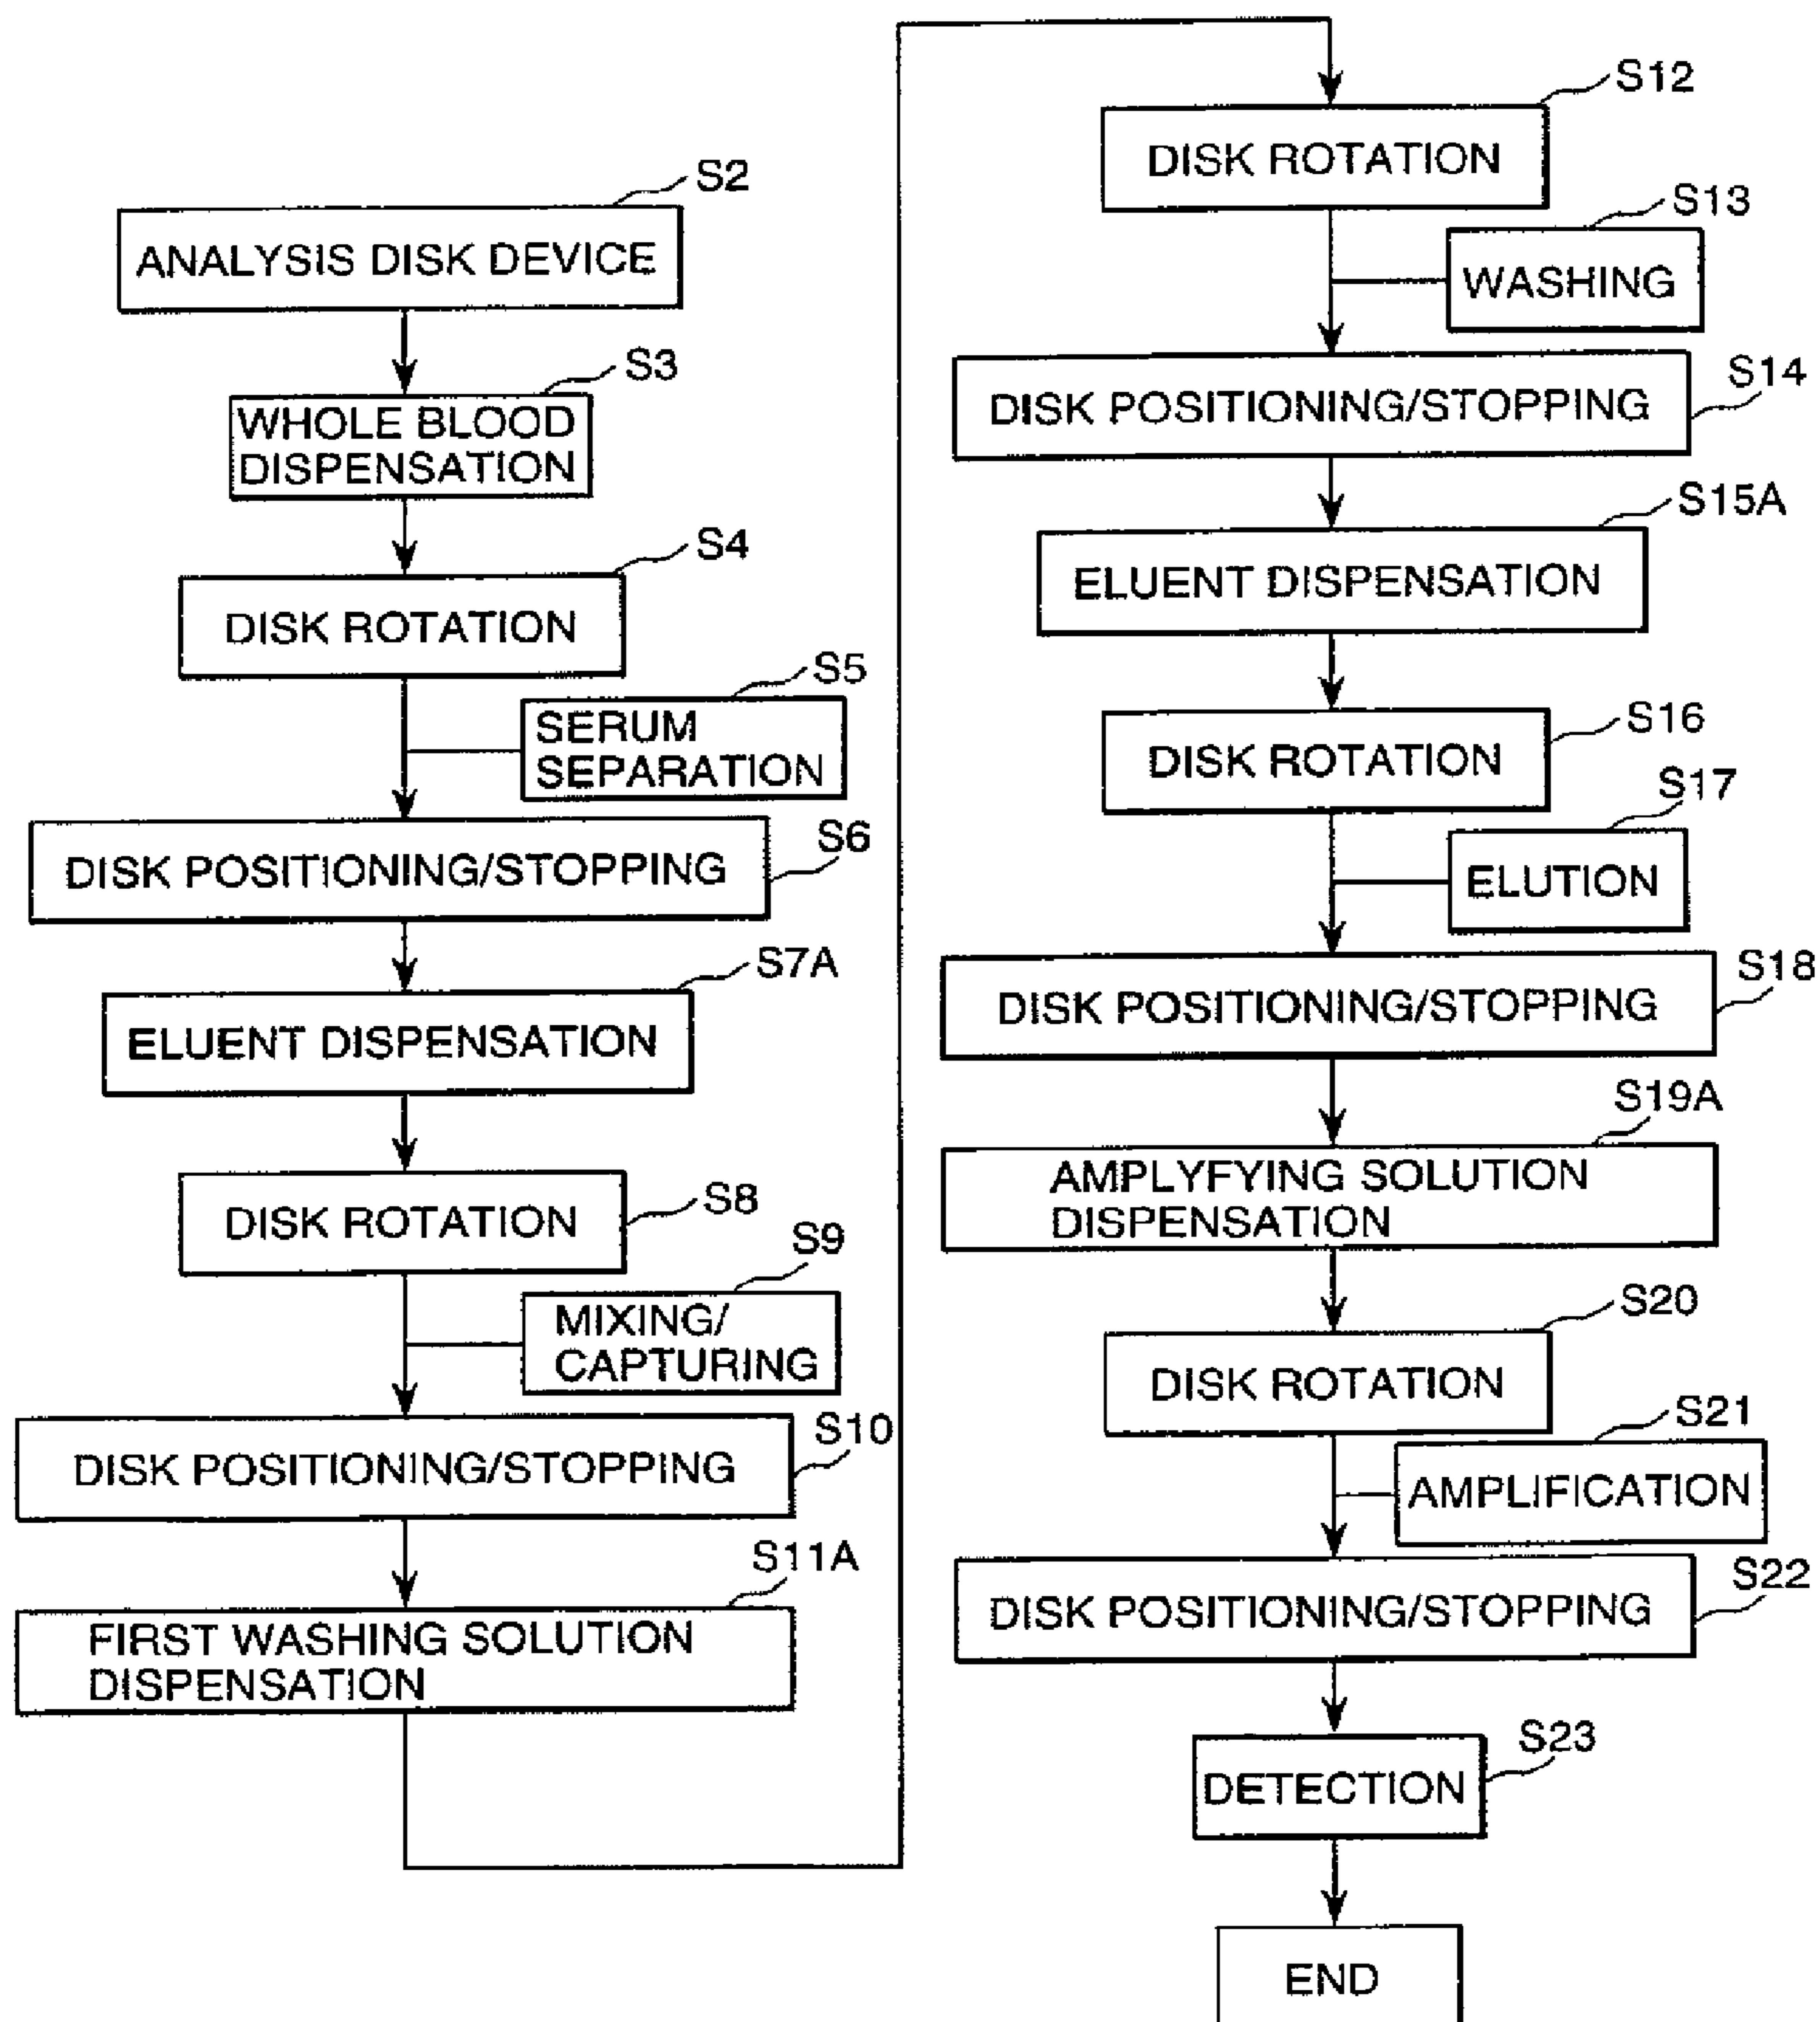 S2
ANALYSIS DISK DEVICE
S3
WHOLE BLOOD
DISPENSATION
S4
DISK ROTATION
S5
SERUM
SEPARATION
S6
DISK POSITIONING/STOPPING
S7A
ELUENT DISPENSATION
S8
DISK ROTATION
S9
MIXING/
CAPTURING
S10
DISK POSITIONING/STOPPING
S11A
FIRST WASHING SOLUTION
DISPENSATION
S12
DISK ROTATION
S13
WASHING
S14
DISK POSITIONING/STOPPING
S15A
ELUENT DISPENSATION
S16
DISK ROTATION
S17
ELUTION
S18
DISK POSITIONING/STOPPING
S19A
AMPLYFYING SOLUTION
DISPENSATION
S20
DISK ROTATION
S21
AMPLIFICATION
S22
DISK POSITIONING/STOPPING
S23
DETECTION
END